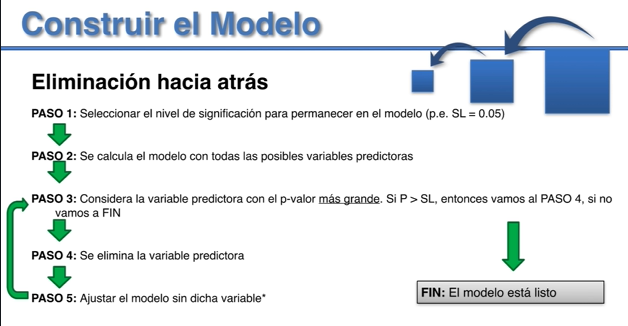 Construir el Modelo
Eliminación hacia atrás
PASO 1: Seleccionar el nivel de significación para permanecer en el modelo (p.e. SL = 0.05)
PASO 2: Se calcula el modelo con todas las posibles variables predictoras
PASO 3: Considera la variable predictora con el p-valor más grande. Si P > SL, entonces vamos al PASO 4, si no
vamos a FIN
PASO 4: Se elimina la variable predictora
PASO 5: Ajustar el modelo sin dicha variable*
FIN: El modelo está listo